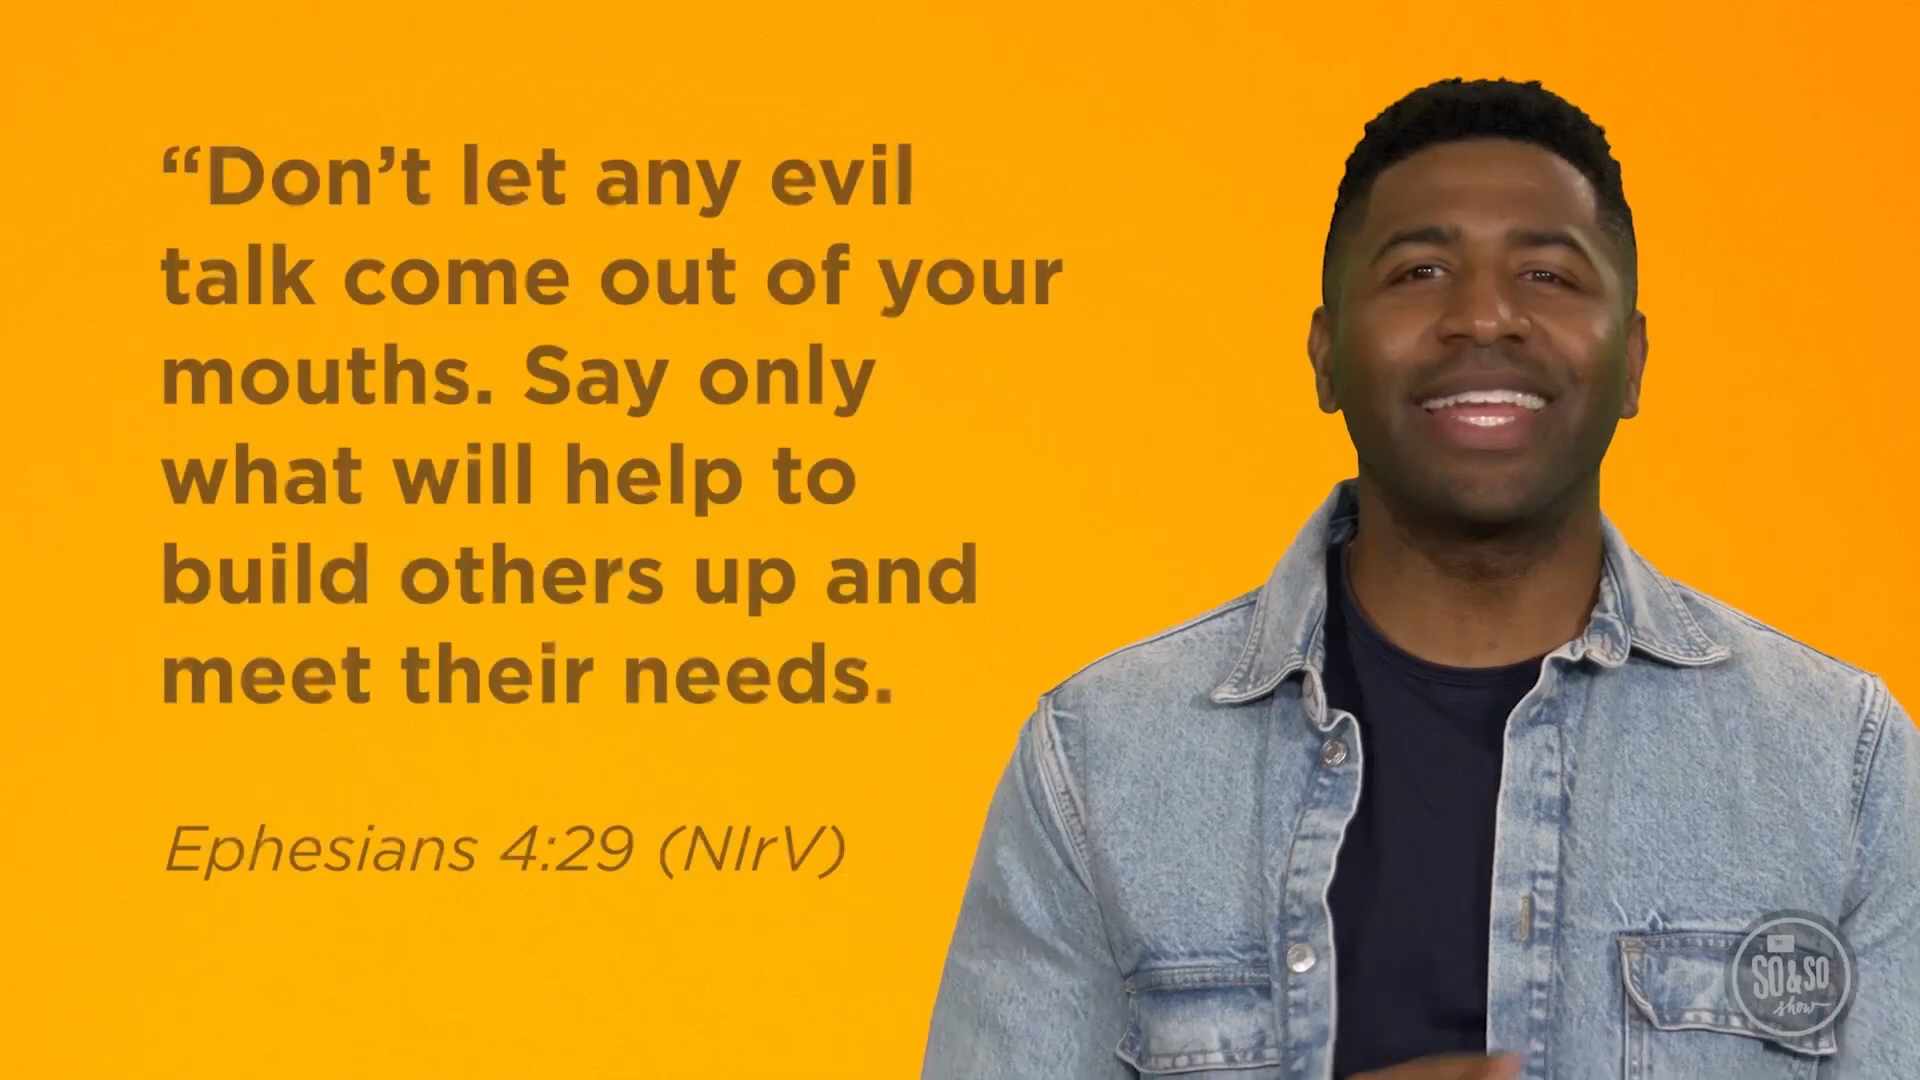 “Don’t let any evil
talk come out of your
mouths. Say only
what will help to
build others up and
meet their needs.
Ephesians 4:29 (NIrV)
SO & SO
show